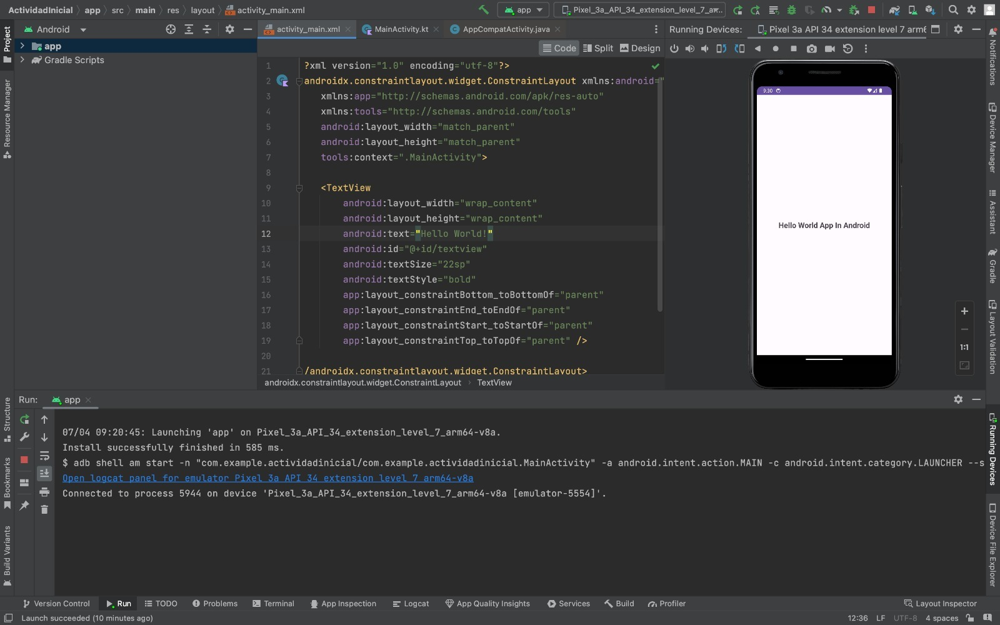 ActividadInicial app src main res layout activity_main.xml
app Pixel_3a_API_34_extension_level_7_a...
Project
Android
activity_main.xml MainActivity.kt AppCompatActivity.java
Running Devices: Pixel 3a API 34 extension level 7 arm6
Notifications
app
Gradle Scripts
Code Split Design
Resource Manager
1 ?xml version="1.0" encoding="utf-8"?>
2 androidx.constraintlayout.widget.ConstraintLayout xmlns:android="
3 xmlns:app="http://schemas.android.com/apk/res-auto"
4 xmlns:tools="http://schemas.android.com/tools"
5 android:layout_width="match_parent"
6 android:layout_height="match_parent"
7 tools:context=".MainActivity">
8
9 <TextView
10 android:layout_width="wrap_content"
11 android:layout_height="wrap_content"
12 android:text="Hello World!"
13 android:id="@+id/textview"
14 android:textSize="22sp"
15 android:textStyle="bold"
16 app:layout_constraintBottom_toBottomOf="parent"
17 app:layout_constraintEnd_toEndOf="parent"
18 app:layout_constraintStart_toStartOf="parent"
19 app:layout_constraintTop_toTopOf="parent" />
20
21 /androidx.constraintlayout.widget.ConstraintLayout>
androidx.constraintlayout.widget.ConstraintLayout TextView
9:30
Hello World App In Android
1:1
Device Manager
Assistant
Gradle
Layout Validation
Run: app
Structure
Bookmarks
Build Variants
07/04 09:20:45: Launching 'app' on Pixel_3a_API_34_extension_level_7_arm64-v8a.
Install successfully finished in 585 ms.
$ adb shell am start -n "com.example.actividadinicial/com.example.actividadinicial.MainActivity" -a android.intent.action.MAIN -c android.intent.category.LAUNCHER --s
Open logcat panel for emulator Pixel 3a API 34 extension level 7 arm64-v8a
Connected to process 5944 on device 'Pixel_3a_API_34_extension_level_7_arm64-v8a [emulator-5554]'.
Running Devices
Device File Explorer
Version Control Run TODO Problems Terminal App Inspection Logcat App Quality Insights Services Build Profiler Layout Inspector
Launch succeeded (10 minutes ago) 12:36 LF UTF-8 4 spaces